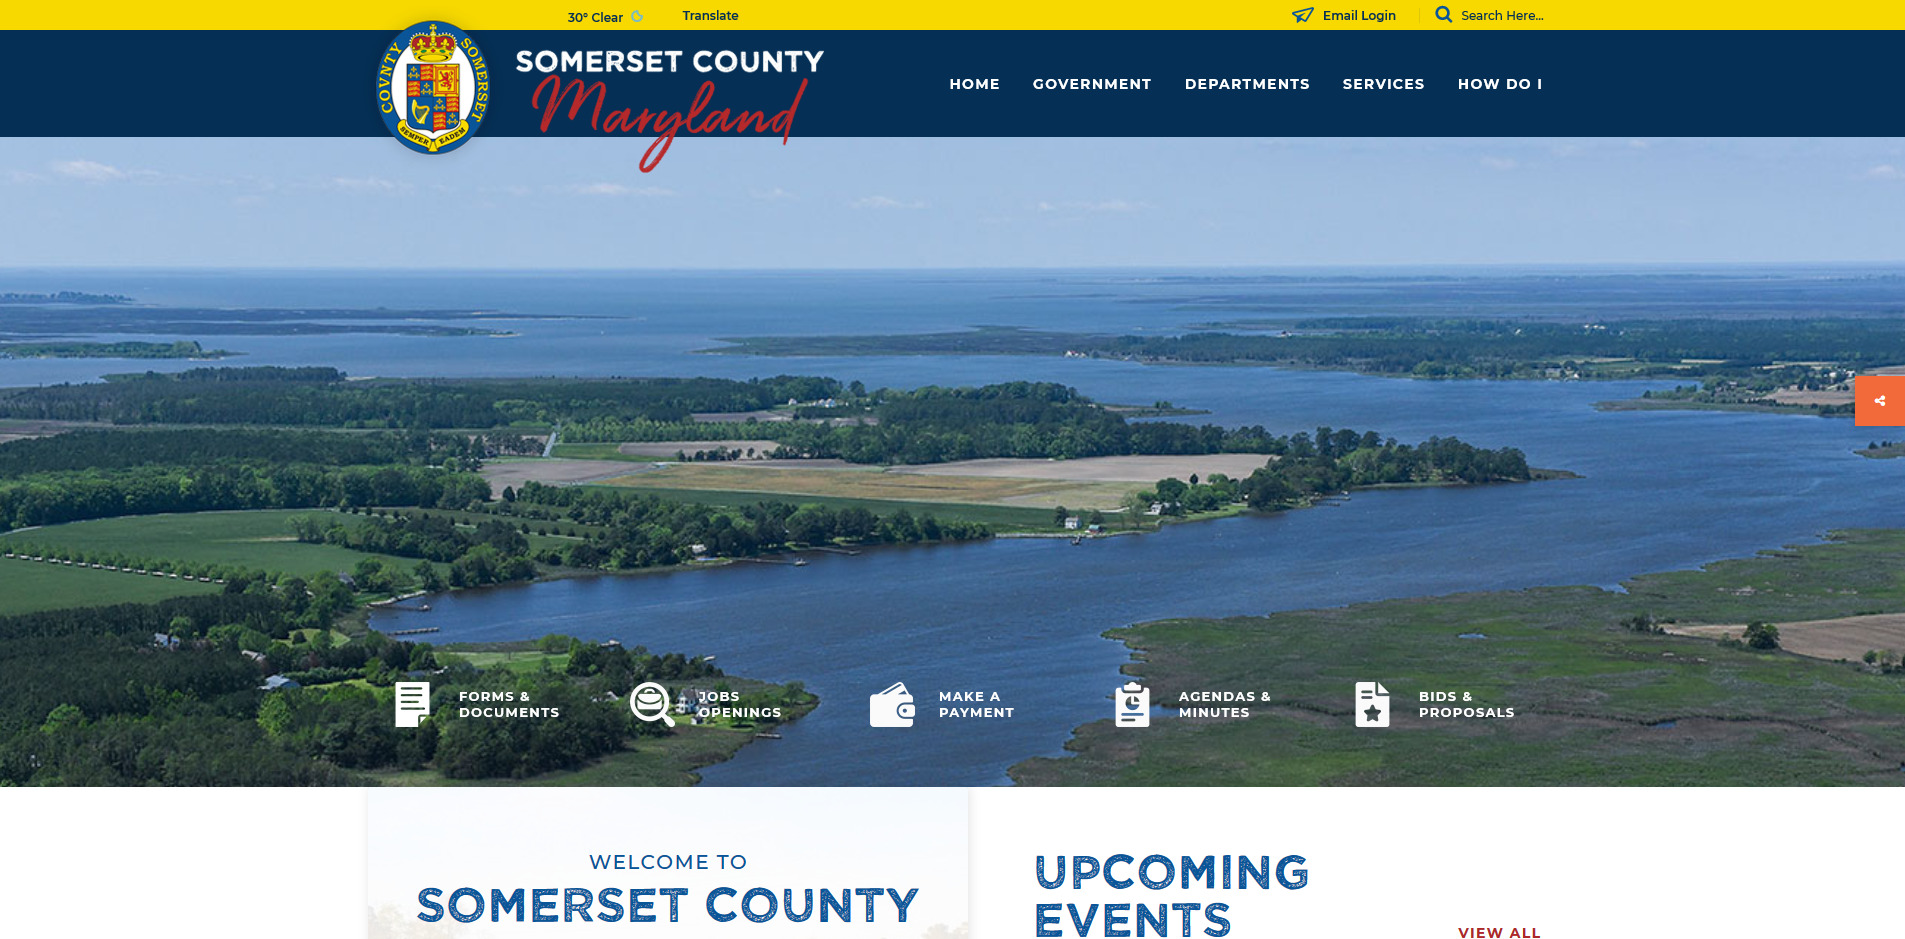 30° Clear
Translate
Email Login
Search Here...
COUNTY SOMERSET
SEMPER EADEM
SOMERSET COUNTY
Maryland
HOME
GOVERNMENT
DEPARTMENTS
SERVICES
HOW DO I
FORMS &
DOCUMENTS
JOBS
OPENINGS
MAKE A
PAYMENT
AGENDAS &
MINUTES
BIDS &
PROPOSALS
WELCOME TO
SOMERSET COUNTY
UPCOMING
EVENTS
VIEW ALL